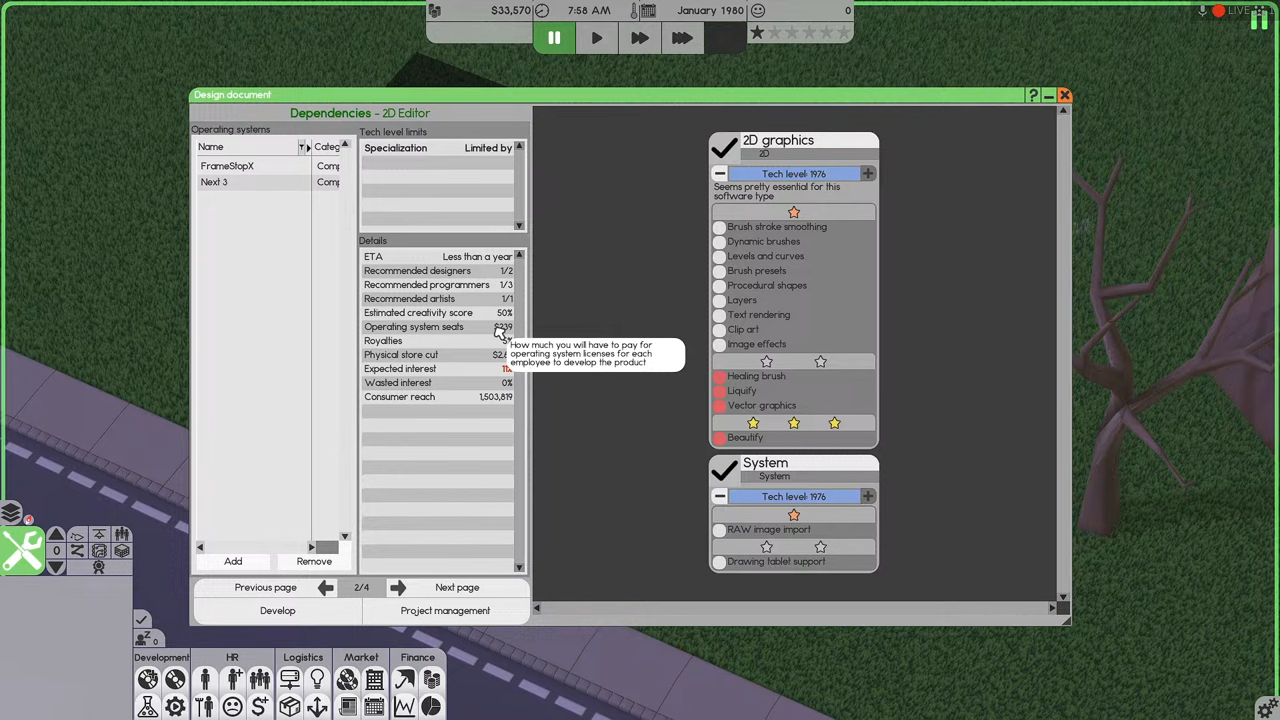 $33,570
7:58 AM
January 1980
0
LIVE
Design document
?
Dependencies - 2D Editor
Operating systems
Name
Categ
FrameStopX
Comp
Next 3
Comp
Add
Remove
Tech level limits
Specialization
Limited by
Details
ETA
Less than a year
Recommended designers
1/2
Recommended programmers
1/3
Recommended artists
1/1
Estimated creativity score
50%
Operating system seats
$239
Royalties
Physical store cut
Expected interest
Wasted interest
0%
Consumer reach
1,503,819
How much you will have to pay for
operating system licenses for each
employee to develop the product
Previous page
2/4
Next page
Develop
Project management
2D graphics
2D
Tech level: 1976
Seems pretty essential for this
software type
Brush stroke smoothing
Dynamic brushes
Levels and curves
Brush presets
Procedural shapes
Layers
Text rendering
Clip art
Image effects
Healing brush
Liquify
Vector graphics
Beautify
System
System
Tech level: 1976
RAW image import
Drawing tablet support
0
0
Development
HR
Logistics
Market
Finance